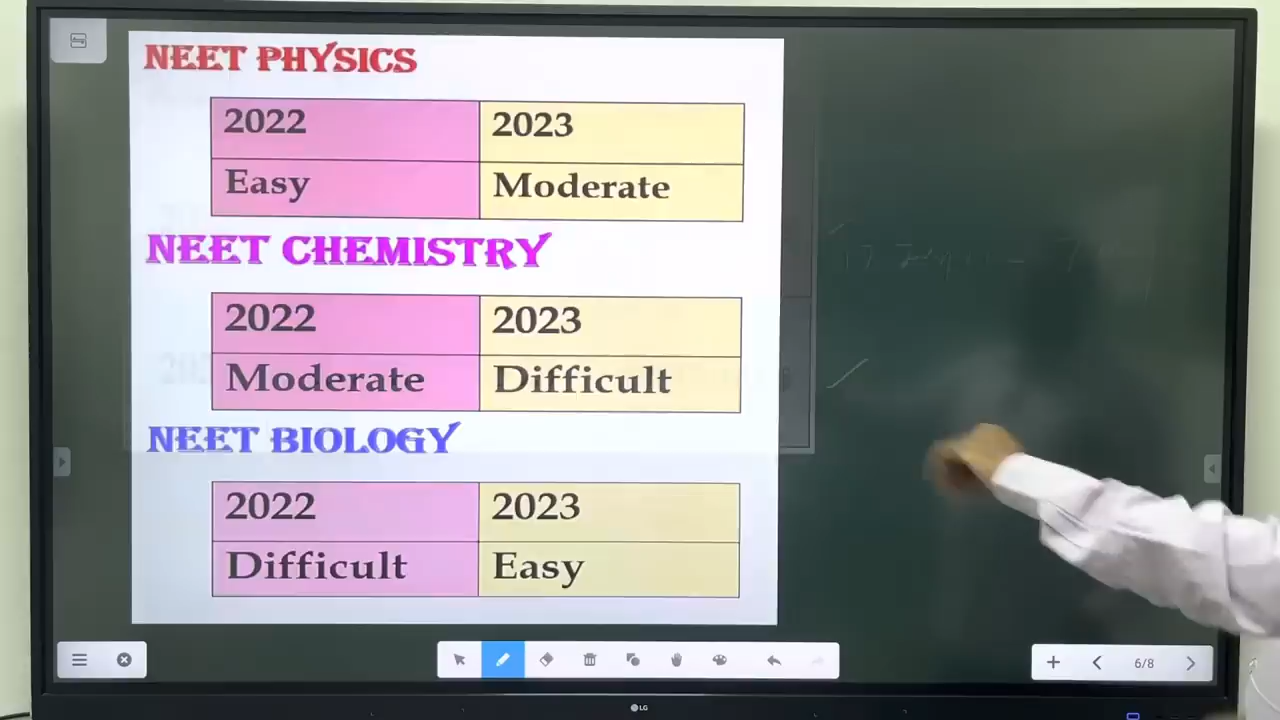 NEET PHYSICS
2022 2023
Easy Moderate
NEET CHEMISTRY
2022 2023
Moderate Difficult
NEET BIOLOGY
2022 2023
Difficult Easy
6/8
LG